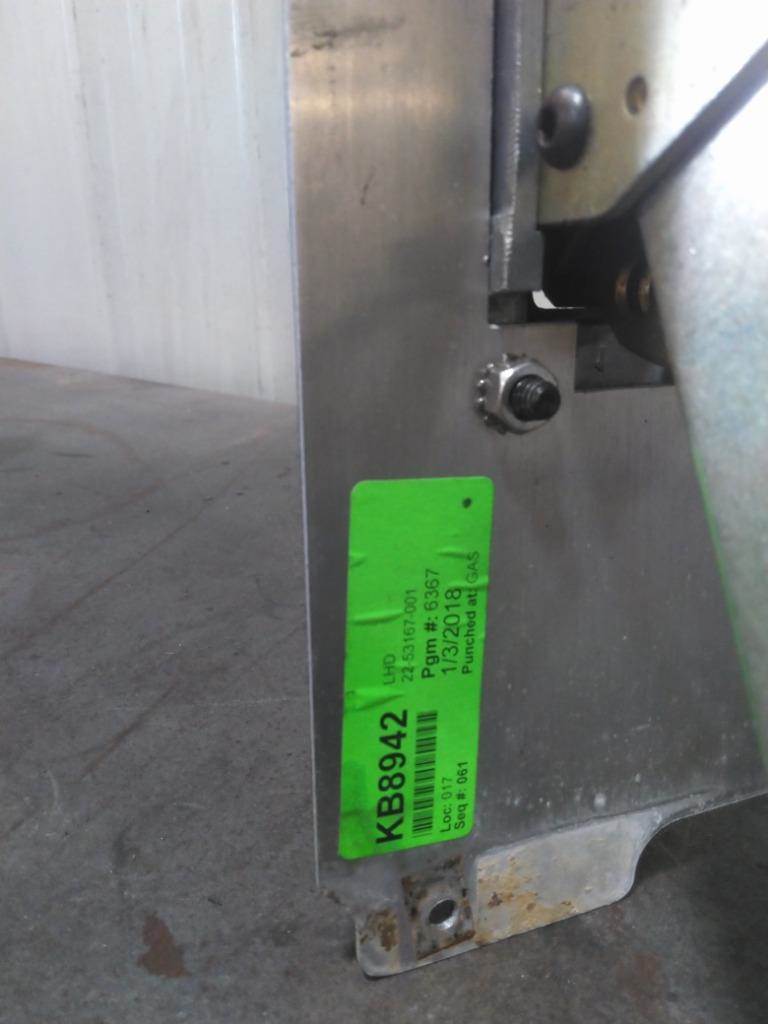 KB8942
LHD
22-53167-001
Pgm #: 6367
1/3/2018
Punched at: GAS
Loc: 017
Seq #: 061